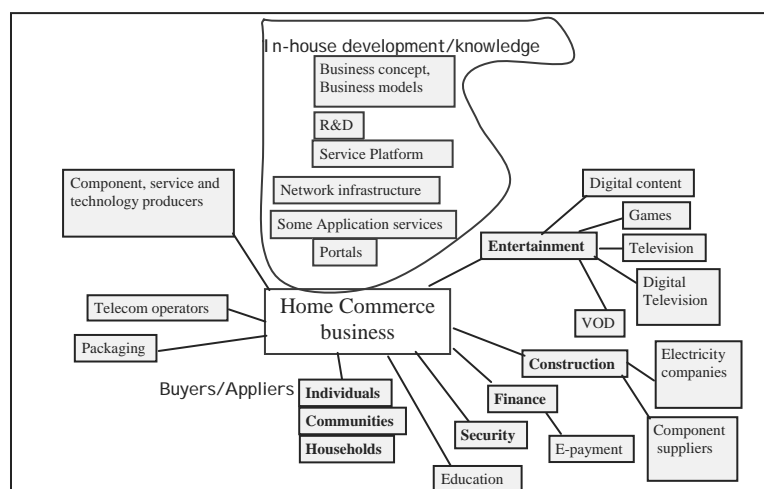 In-house development/knowledge
Business concept,
Business models
R&D
Service Platform
Component, service and
technology producers
Network infrastructure
Some Application services
Portals
Digital content
Games
Entertainment
Television
Digital
Television
VOD
Home Commerce
business
Telecom operators
Packaging
Construction
Electricity
companies
Component
suppliers
Buyers/Appliers
Individuals
Communities
Households
Finance
Security
E-payment
Education